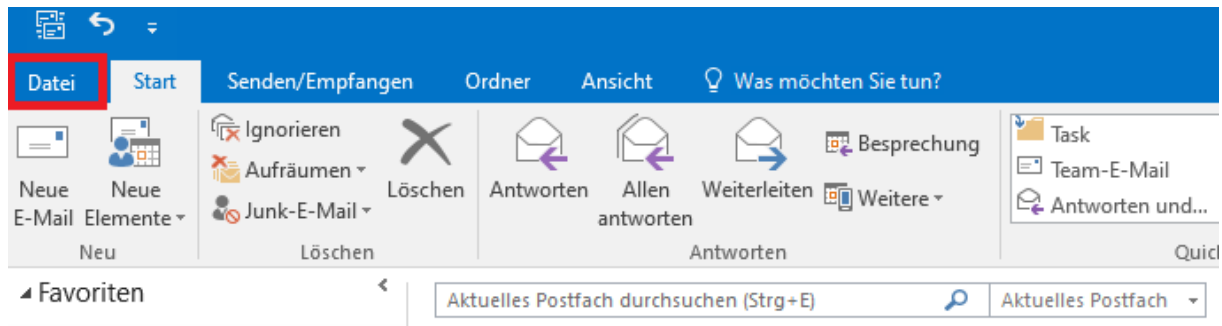 Datei Start Senden/Empfangen Ordner Ansicht Was möchten Sie tun?
Neue E-Mail
Neue Elemente
Ignorieren
Aufräumen
Junk-E-Mail
Löschen
Antworten
Allen antworten
Weiterleiten
Besprechung
Weitere
Task
Team-E-Mail
Antworten und...
Neu Löschen Antworten Quick
Favoriten
Aktuelles Postfach durchsuchen (Strg+E) Aktuelles Postfach